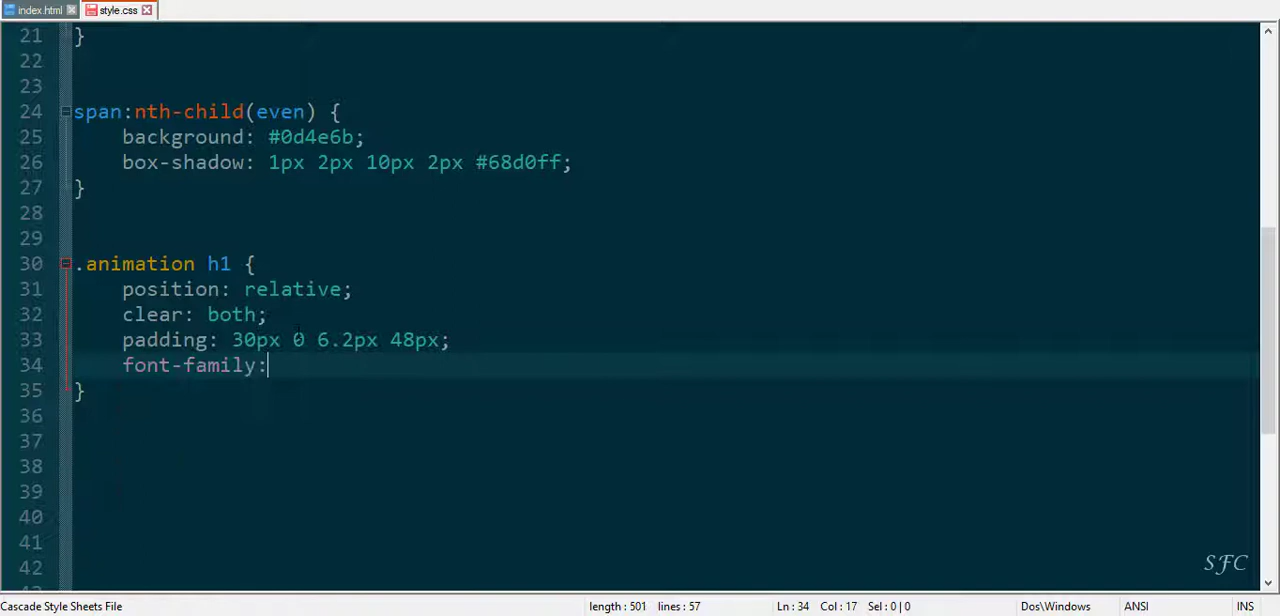 index.html style.css
21 }
22
23
24 span:nth-child(even) {
25 background: #0d4e6b;
26 box-shadow: 1px 2px 10px 2px #68d0ff;
27 }
28
29
30 .animation h1 {
31 position: relative;
32 clear: both;
33 padding: 30px 0 6.2px 48px;
34 font-family:
35 }
36
37
38
39
40
41
42
SFC
Cascade Style Sheets File length : 501 lines : 57 Ln : 34 Col : 17 Sel : 0 | 0 Dos\Windows ANSI INS